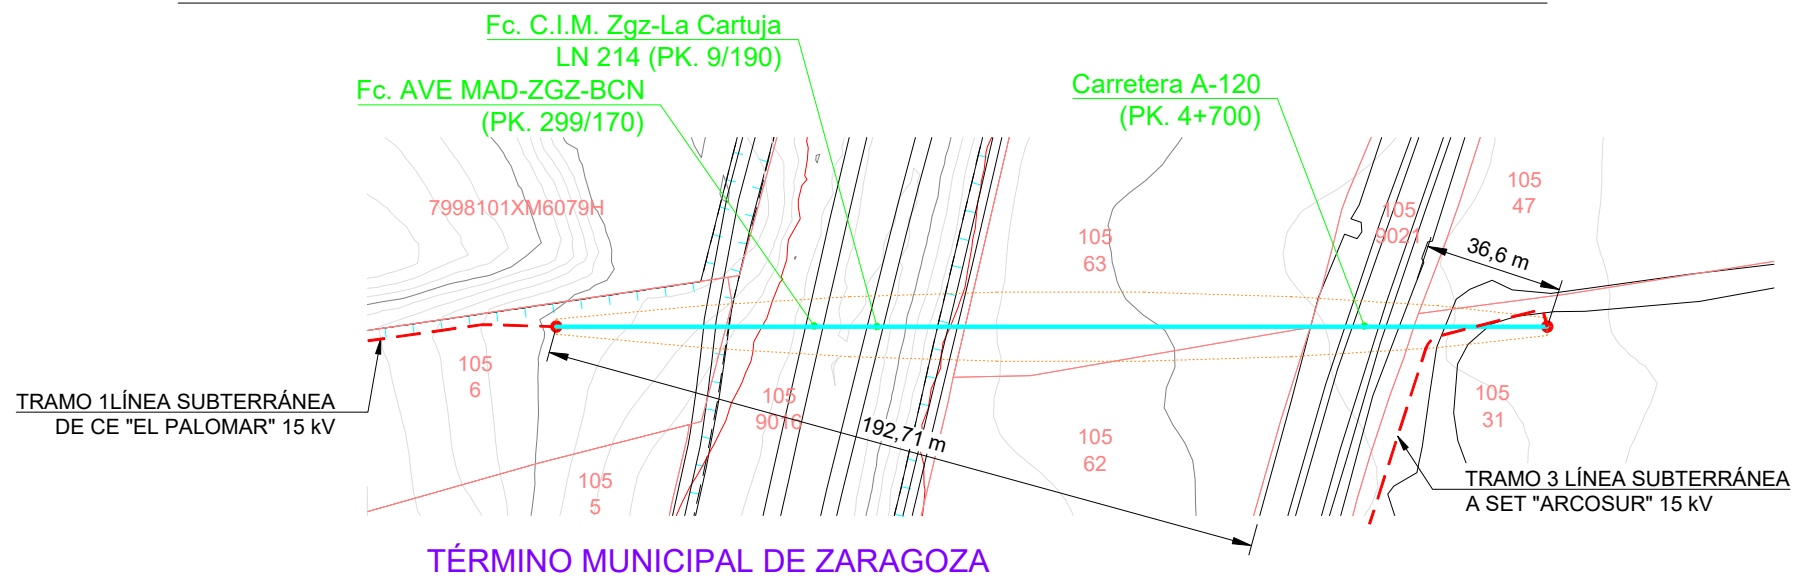 Fc. C.I.M. Zgz-La Cartuja
LN 214 (PK. 9/190)
Fc. AVE MAD-ZGZ-BCN
(PK. 299/170)
Carretera A-120
(PK. 4+700)
7998101XM6079H
105
47
105
9021
105
63
36,6 m
105
6
TRAMO 1LÍNEA SUBTERRÁNEA
DE CE "EL PALOMAR" 15 kV
105
9016
192,71 m
105
62
105
31
105
5
TRAMO 3 LÍNEA SUBTERRÁNEA
A SET "ARCOSUR" 15 kV
TÉRMINO MUNICIPAL DE ZARAGOZA